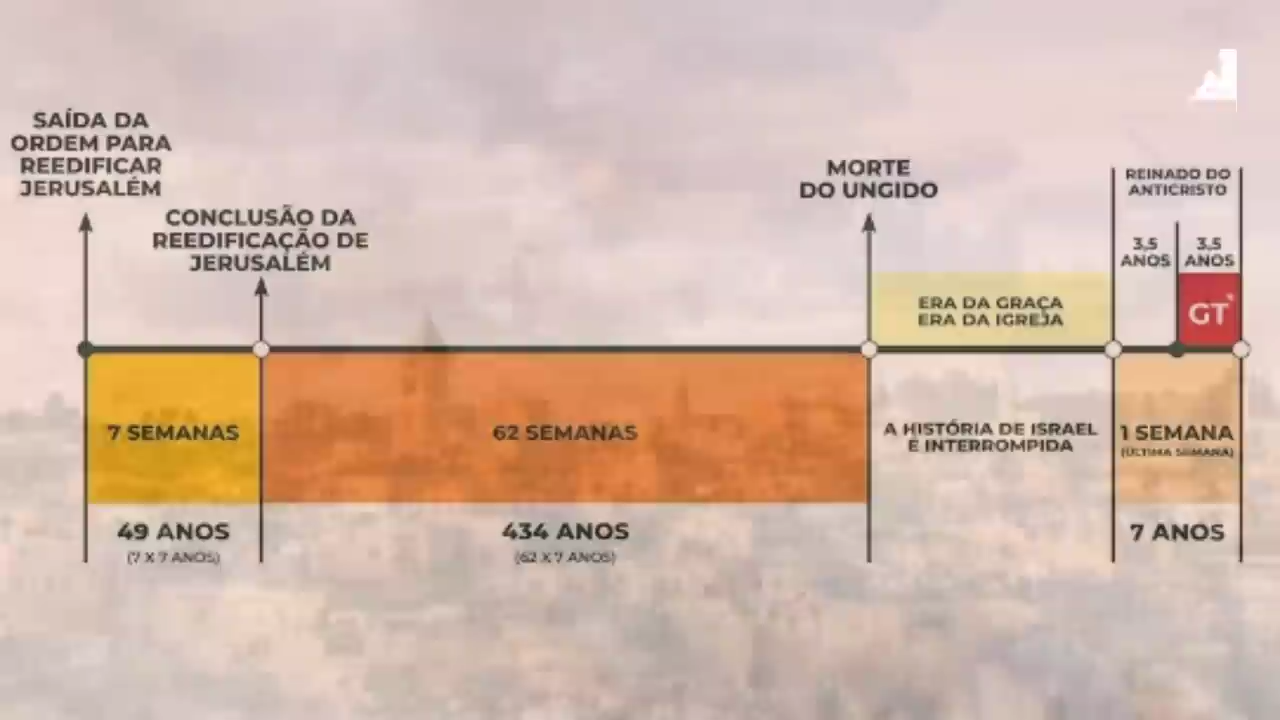 SAÍDA DA
ORDEM PARA
REEDIFICAR
JERUSALÉM
CONCLUSÃO DA
REEDIFICAÇÃO DE
JERUSALÉM
MORTE
DO UNGIDO
REINADO DO
ANTICRISTO
3,5
ANOS
3,5
ANOS
ERA DA GRAÇA
ERA DA IGREJA
GT*
7 SEMANAS
62 SEMANAS
A HISTÓRIA DE ISRAEL
É INTERROMPIDA
1 SEMANA
(ÚLTIMA SEMANA)
49 ANOS
(7 X 7 ANOS)
434 ANOS
(62 X 7 ANOS)
7 ANOS